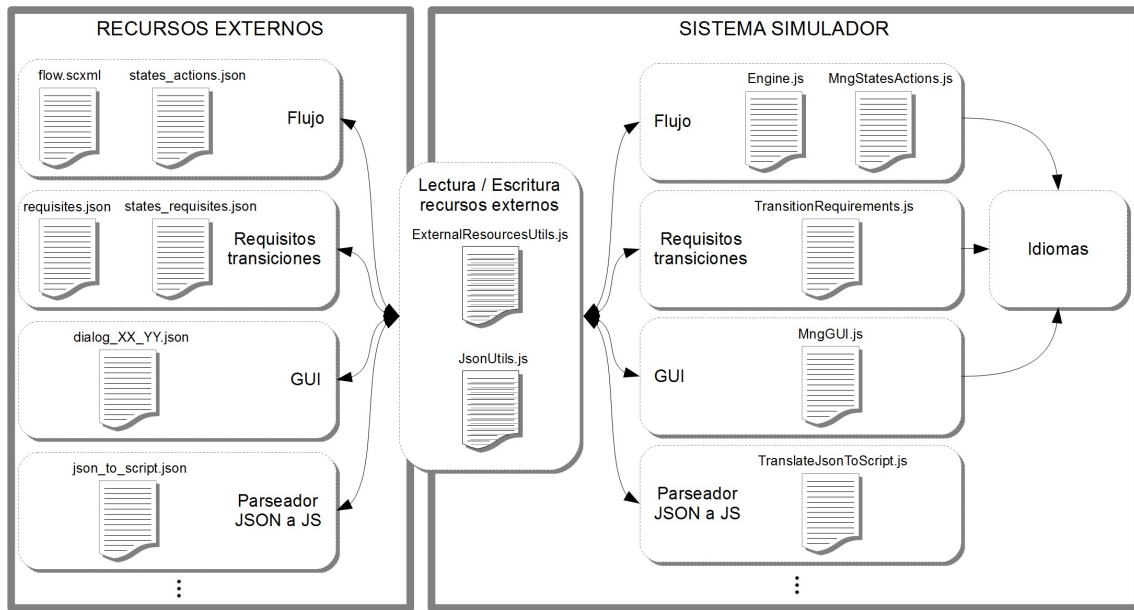 RECURSOS EXTERNOS
flow.scxml
states_actions.json
Flujo
requisites.json
states_requisites.json
Requisitos
transiciones
dialog_XX_YY.json
GUI
json_to_script.json
Parseador
JSON a JS
SISTEMA SIMULADOR
Lectura / Escritura
recursos externos
ExternalResourcesUtils.js
JsonUtils.js
Engine.js
MngStatesActions.js
Flujo
TransitionRequirements.js
Requisitos
transiciones
MngGUI.js
GUI
TranslateJsonToScript.js
Parseador
JSON a JS
Idiomas